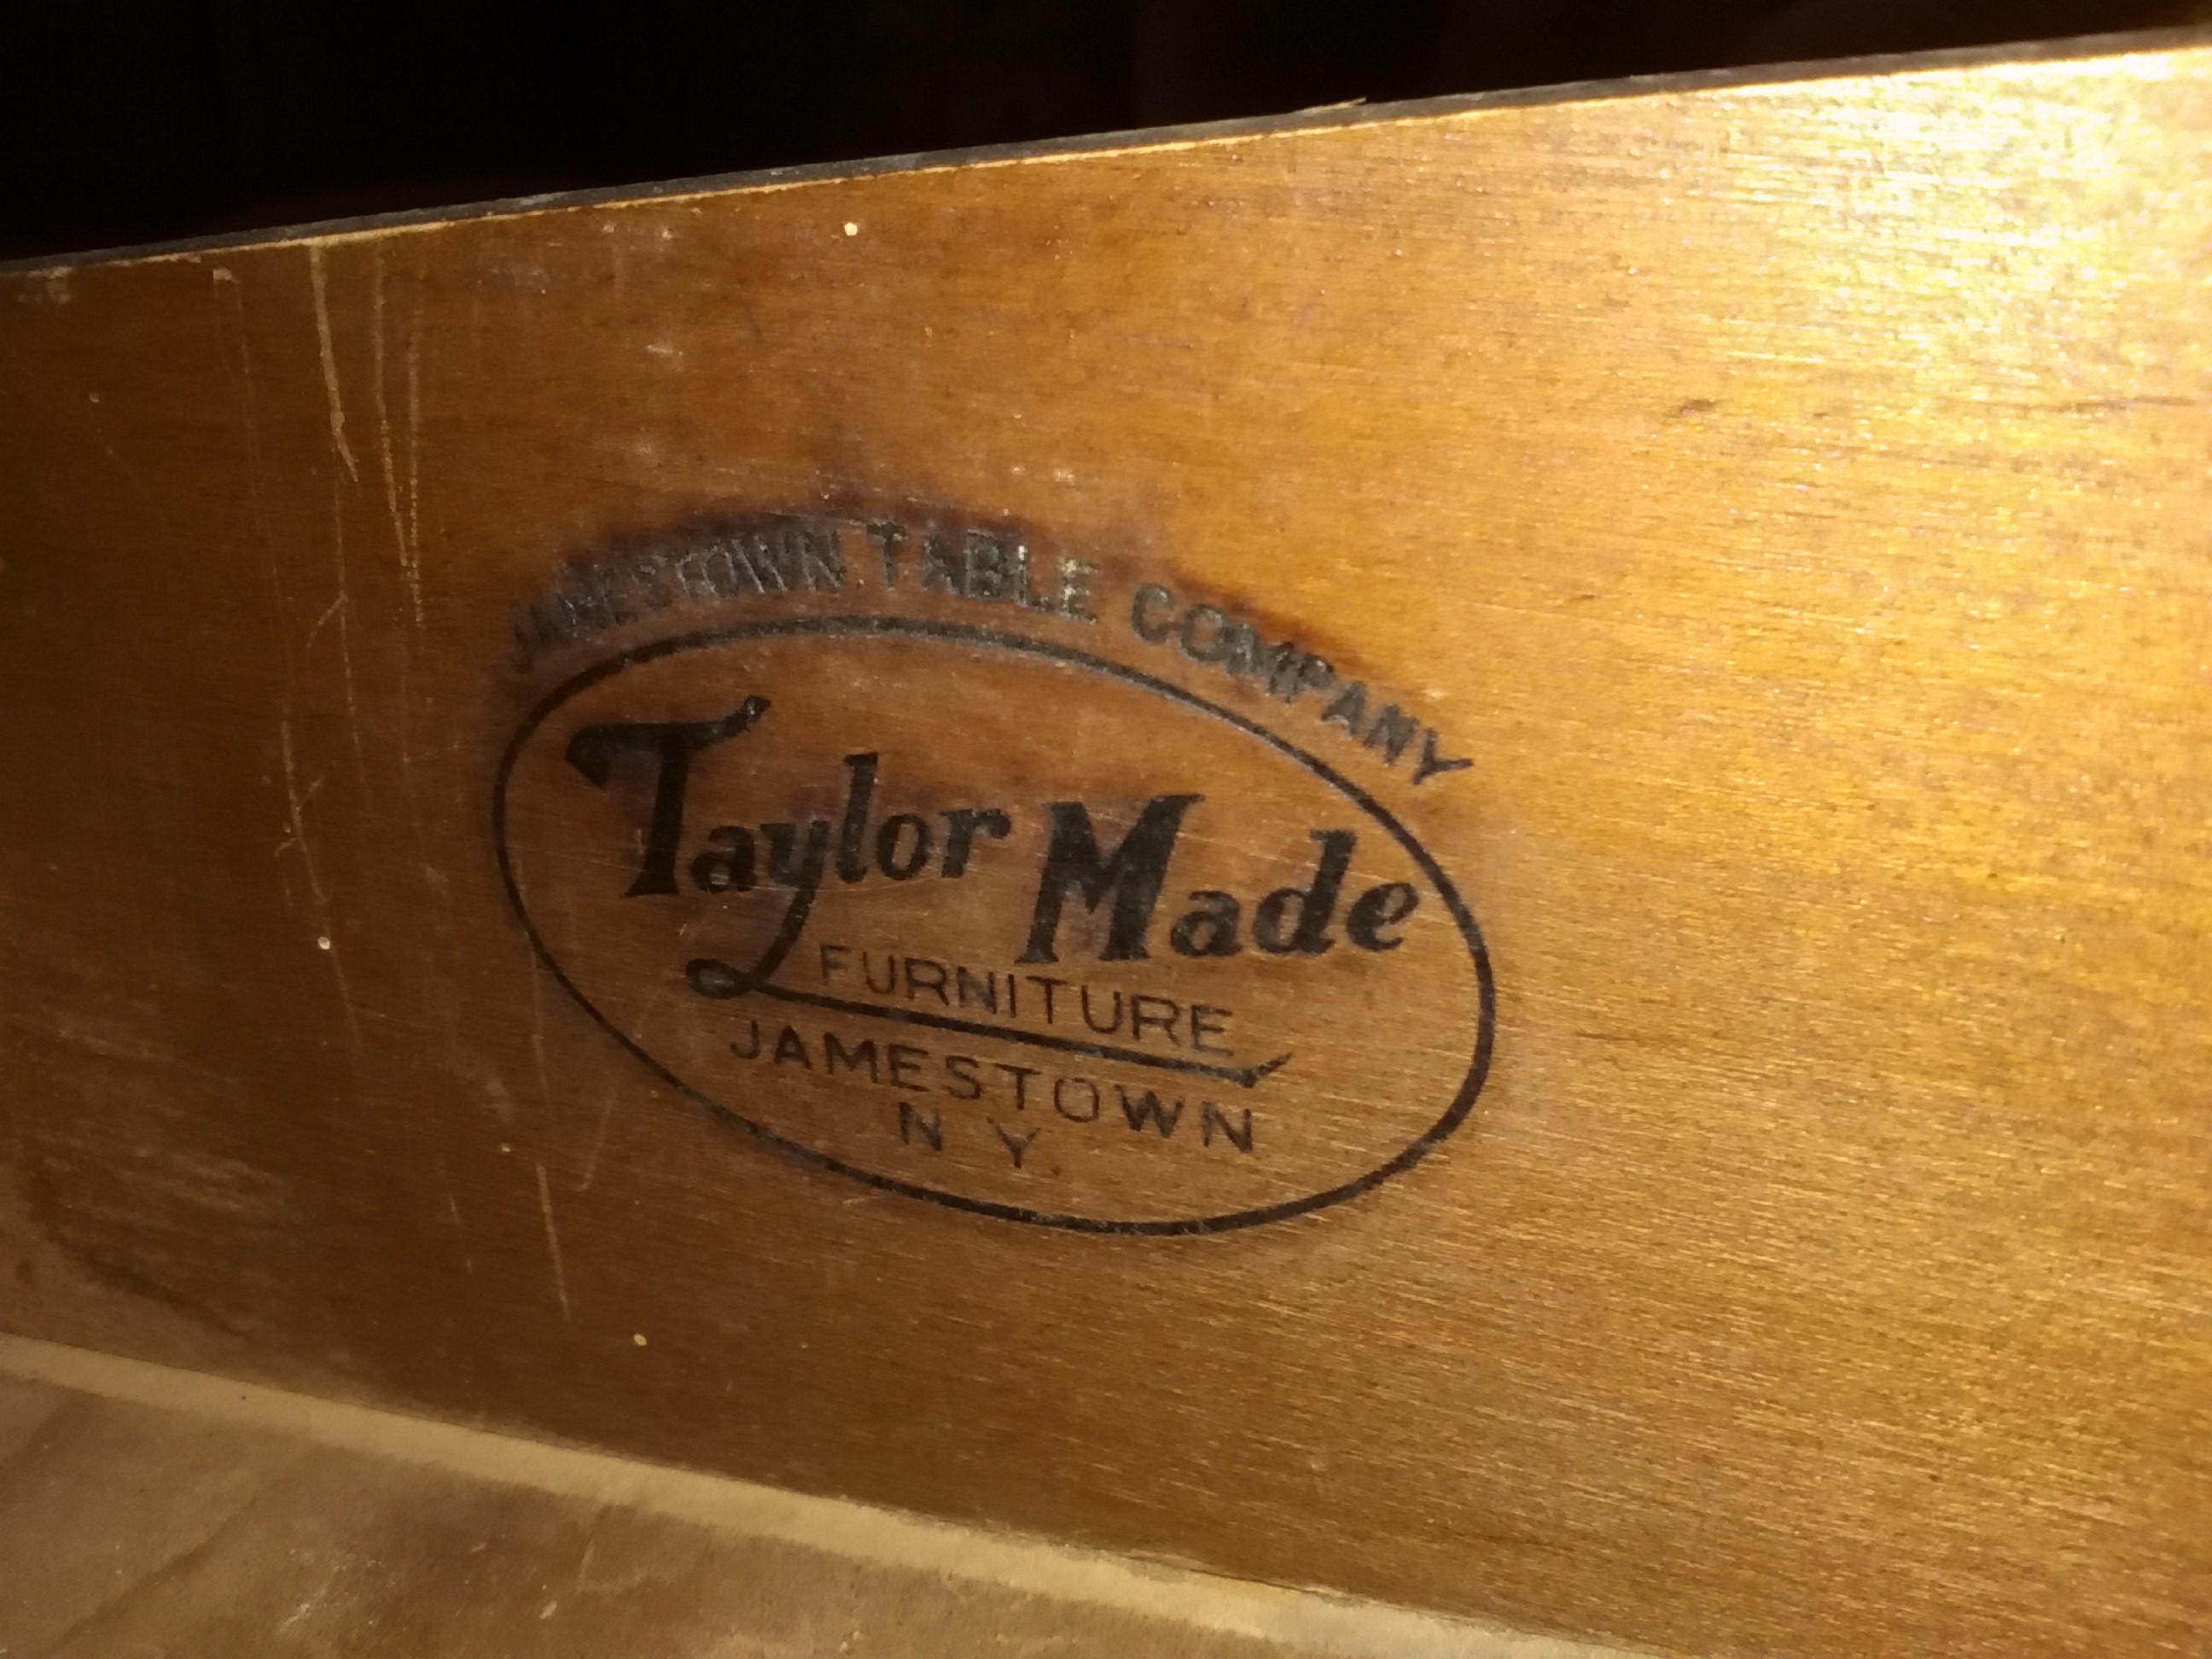 JAMESTOWN TABLE COMPANY
Taylor Made
FURNITURE
JAMESTOWN
N Y.